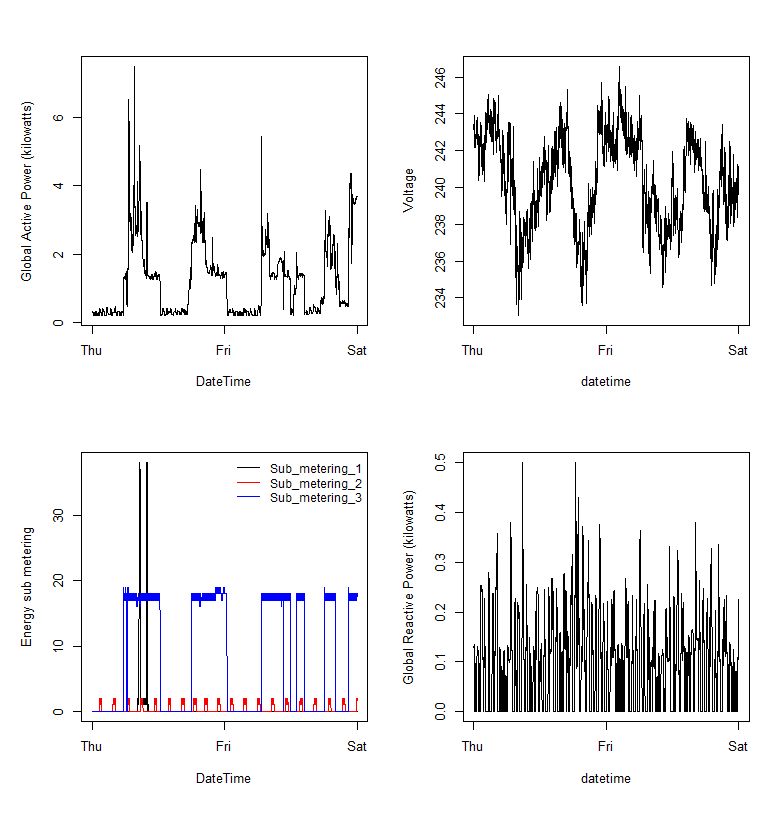 Global Active Power (kilowatts)
6
4
2
0
Thu
Fri
Sat
DateTime
Voltage
246
244
242
240
238
236
234
Thu
Fri
Sat
datetime
Energy sub metering
30
20
10
0
Sub_metering_1
Sub_metering_2
Sub_metering_3
Thu
Fri
Sat
DateTime
Global Reactive Power (kilowatts)
0.5
0.4
0.3
0.2
0.1
0.0
Thu
Fri
Sat
datetime